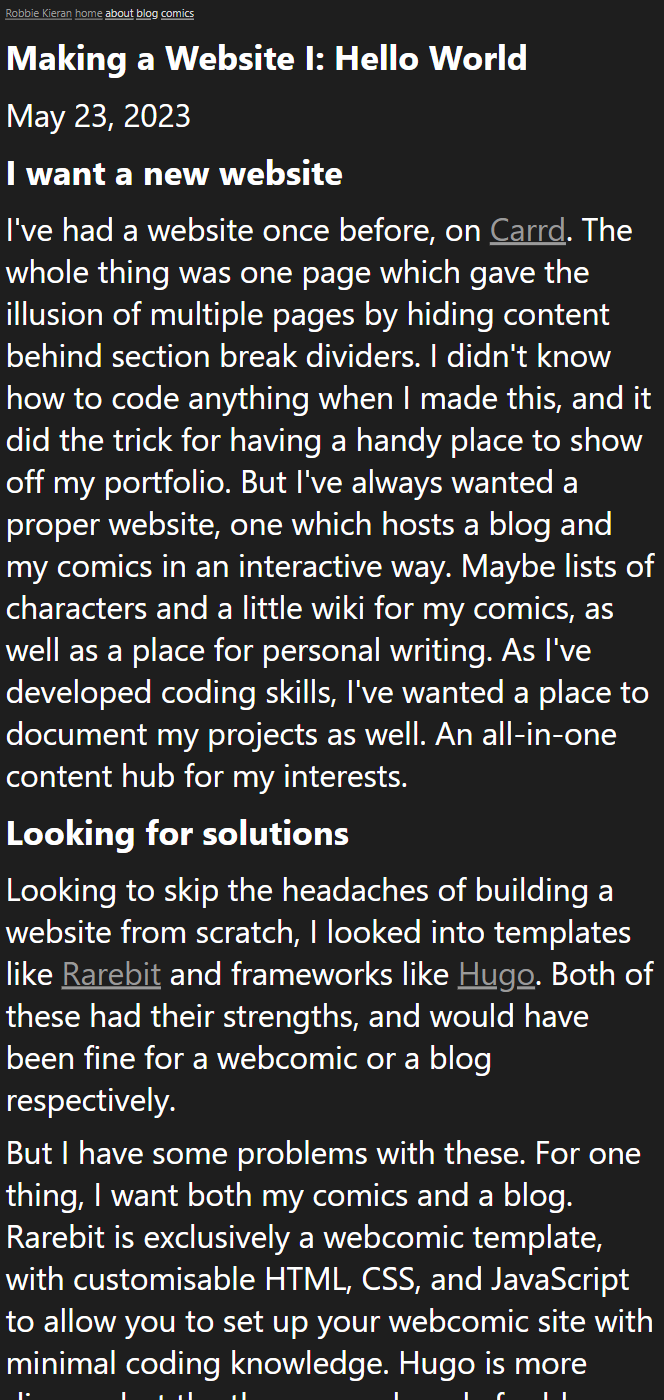 Robbie Kieran home about blog comics
Making a Website I: Hello World
May 23, 2023
I want a new website
I've had a website once before, on Carrd. The
whole thing was one page which gave the
illusion of multiple pages by hiding content
behind section break dividers. I didn't know
how to code anything when I made this, and it
did the trick for having a handy place to show
off my portfolio. But I've always wanted a
proper website, one which hosts a blog and
my comics in an interactive way. Maybe lists of
characters and a little wiki for my comics, as
well as a place for personal writing. As I've
developed coding skills, I've wanted a place to
document my projects as well. An all-in-one
content hub for my interests.
Looking for solutions
Looking to skip the headaches of building a
website from scratch, I looked into templates
like Rarebit and frameworks like Hugo. Both of
these had their strengths, and would have
been fine for a webcomic or a blog
respectively.
But I have some problems with these. For one
thing, I want both my comics and a blog.
Rarebit is exclusively a webcomic template,
with customisable HTML, CSS, and JavaScript
to allow you to set up your webcomic site with
minimal coding knowledge. Hugo is more